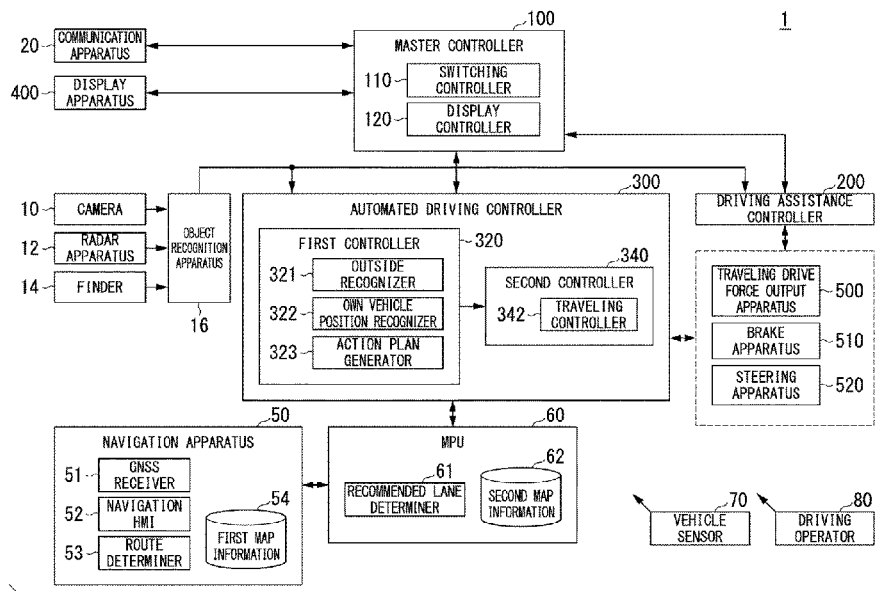 1
100
20
COMMUNICATION
APPARATUS
MASTER CONTROLLER
110
SWITCHING
CONTROLLER
400
DISPLAY
APPARATUS
120
DISPLAY
CONTROLLER
300
200
10
CAMERA
AUTOMATED DRIVING CONTROLLER
DRIVING ASSISTANCE
CONTROLLER
12
RADAR APPARATUS
OBJECT
RECOGNITION
APPARATUS
14
FINDER
16
320
FIRST CONTROLLER
321
OUTSIDE
RECOGNIZER
322
OWN VEHICLE
POSITION RECOGNIZER
323
ACTION PLAN
GENERATOR
340
SECOND CONTROLLER
342
TRAVELING
CONTROLLER
TRAVELING DRIVE
FORCE OUTPUT
APPARATUS
500
BRAKE
APPARATUS
510
STEERING
APPARATUS
520
50
NAVIGATION APPARATUS
51
GNSS
RECEIVER
52
NAVIGATION
HMI
53
ROUTE
DETERMINER
54
FIRST MAP
INFORMATION
60
MPU
61
RECOMMENDED LANE
DETERMINER
62
SECOND MAP
INFORMATION
70
VEHICLE
SENSOR
80
DRIVING
OPERATOR